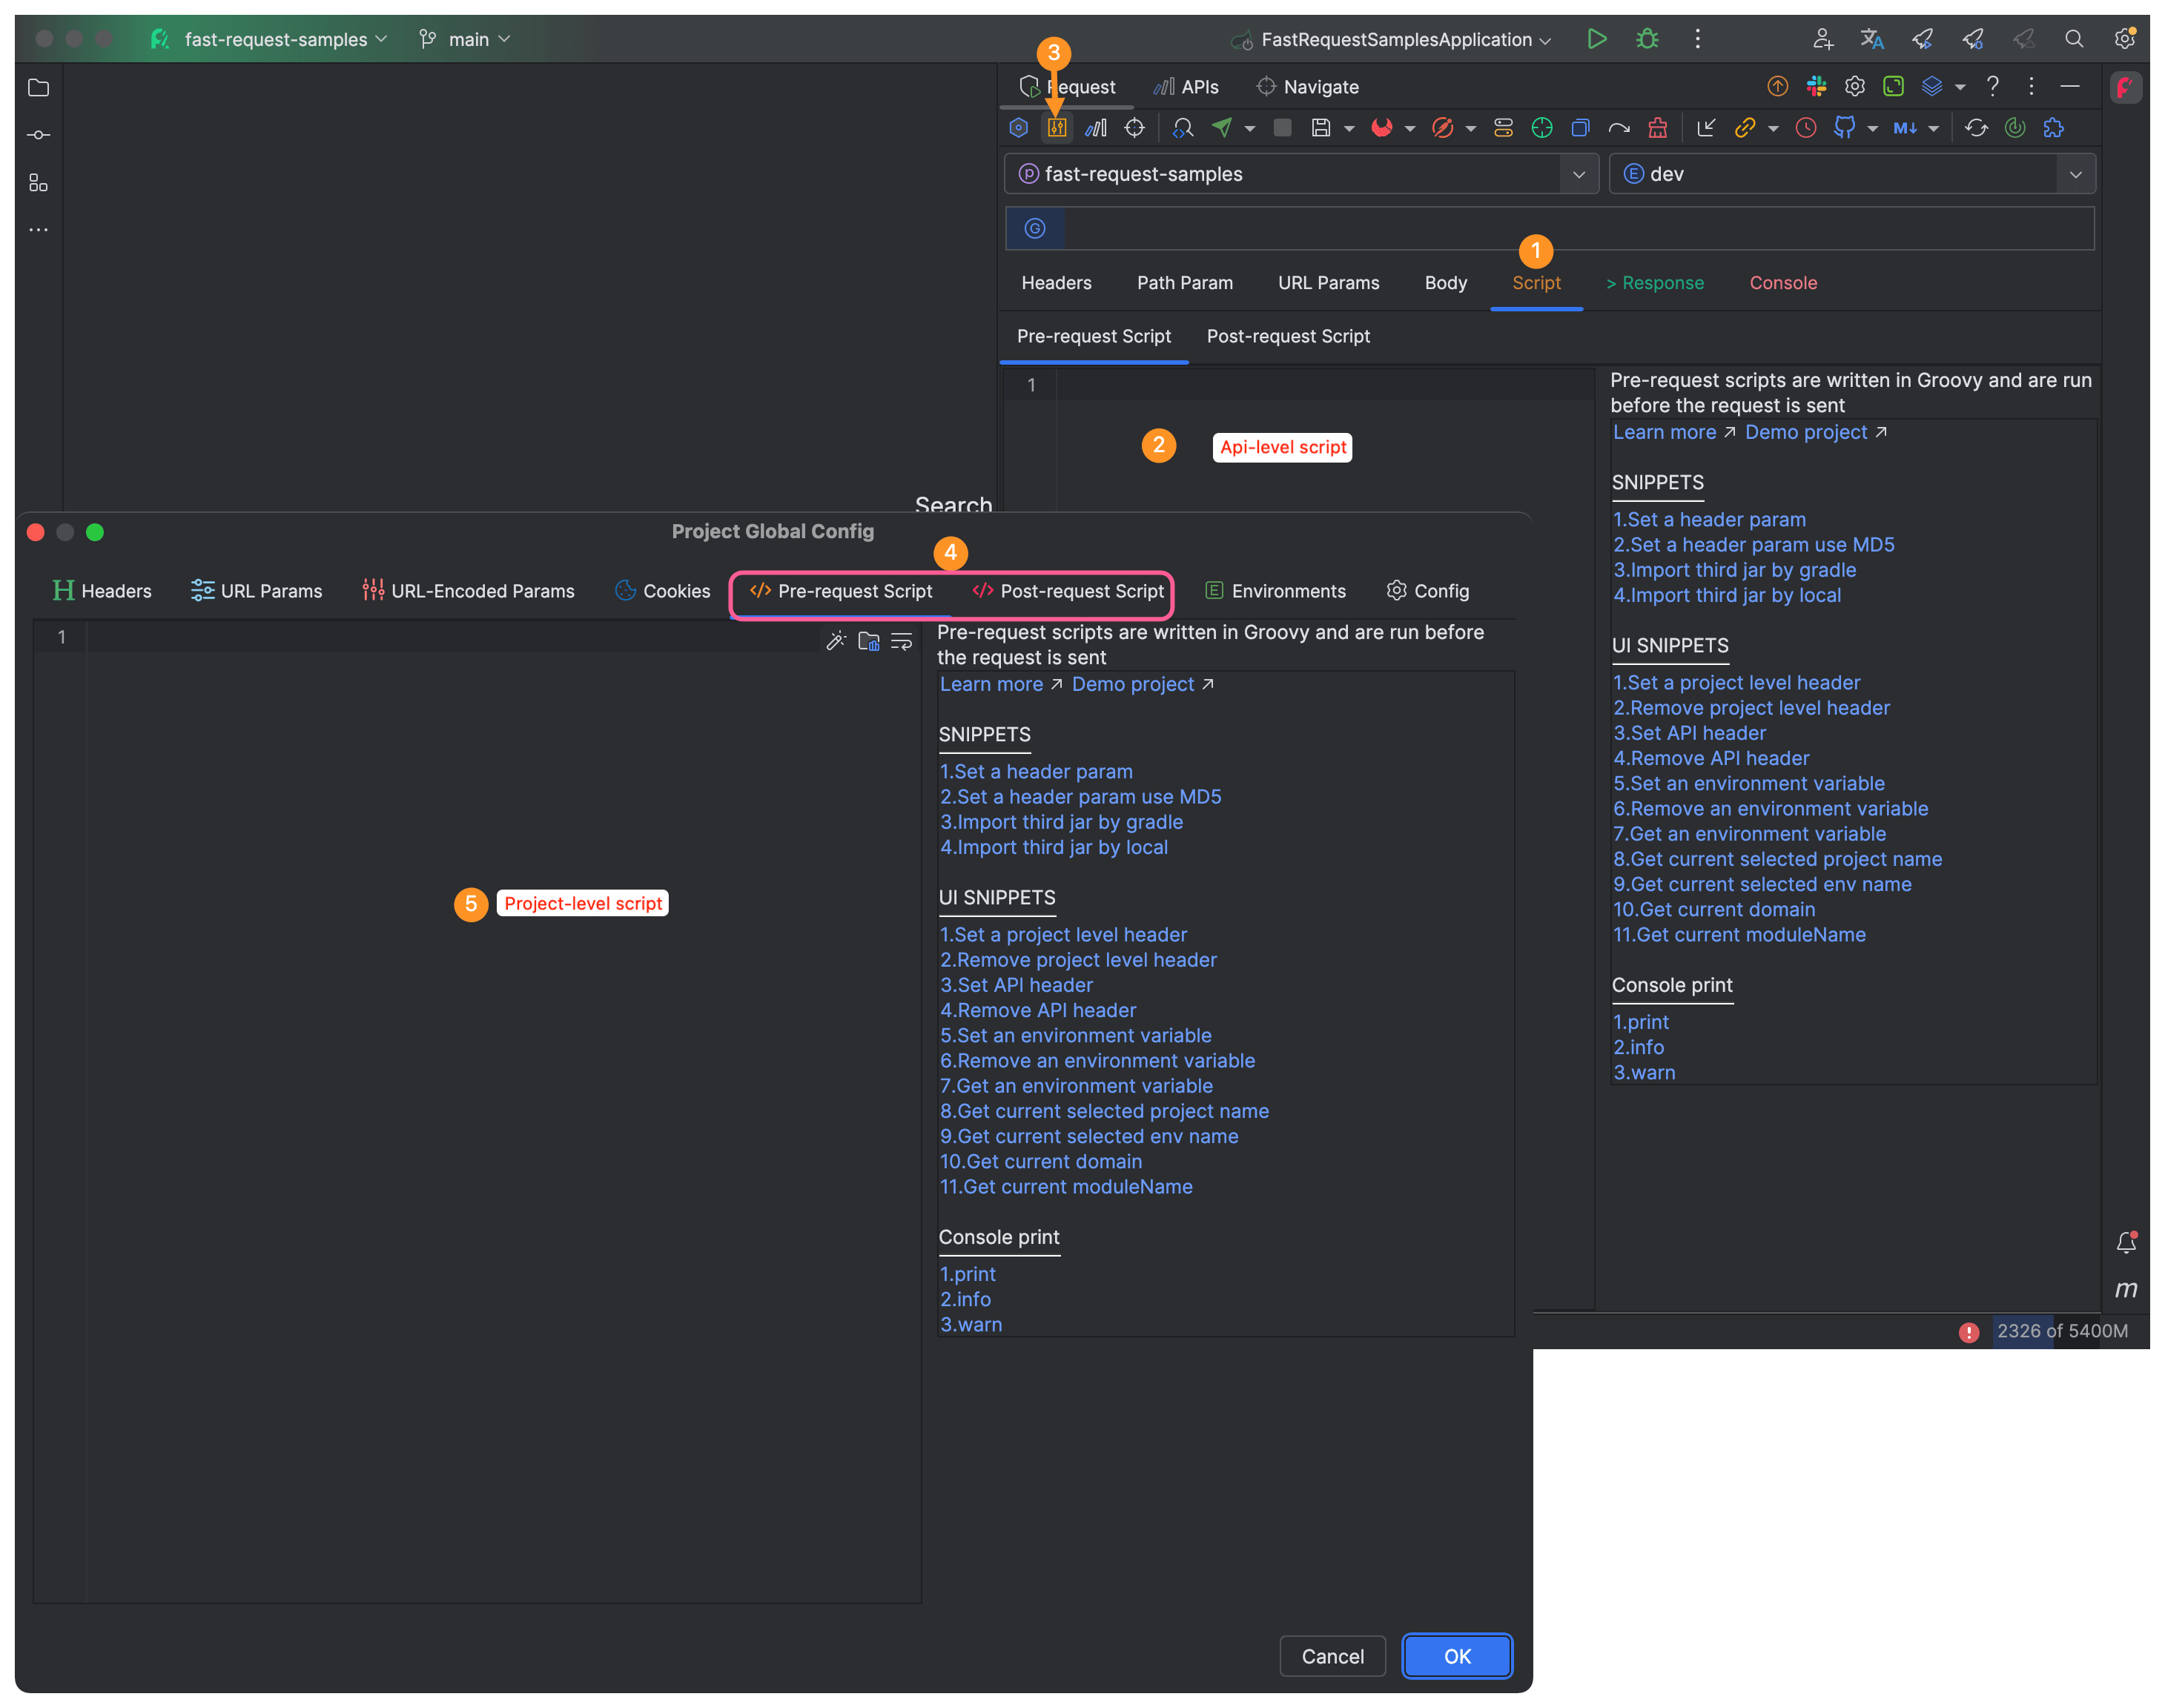 fast-request-samples
main
FastRequestSamplesApplication
3
Request
APIs
Navigate
M↓
P fast-request-samples
E dev
G
1
Headers
Path Param
URL Params
Body
Script
> Response
Console
Pre-request Script
Post-request Script
1
2
Api-level script
Pre-request scripts are written in Groovy and are run
before the request is sent
Learn more ↗ Demo project ↗
SNIPPETS
1.Set a header param
2.Set a header param use MD5
3.Import third jar by gradle
4.Import third jar by local
UI SNIPPETS
1.Set a project level header
2.Remove project level header
3.Set API header
4.Remove API header
5.Set an environment variable
6.Remove an environment variable
7.Get an environment variable
8.Get current selected project name
9.Get current selected env name
10.Get current domain
11.Get current moduleName
Console print
1.print
2.info
3.warn
m
2326 of 5400M
Search
Project Global Config
4
H Headers
URL Params
URL-Encoded Params
Cookies
</> Pre-request Script
</> Post-request Script
E Environments
Config
1
5
Project-level script
Pre-request scripts are written in Groovy and are run before
the request is sent
Learn more ↗ Demo project ↗
SNIPPETS
1.Set a header param
2.Set a header param use MD5
3.Import third jar by gradle
4.Import third jar by local
UI SNIPPETS
1.Set a project level header
2.Remove project level header
3.Set API header
4.Remove API header
5.Set an environment variable
6.Remove an environment variable
7.Get an environment variable
8.Get current selected project name
9.Get current selected env name
10.Get current domain
11.Get current moduleName
Console print
1.print
2.info
3.warn
Cancel
OK